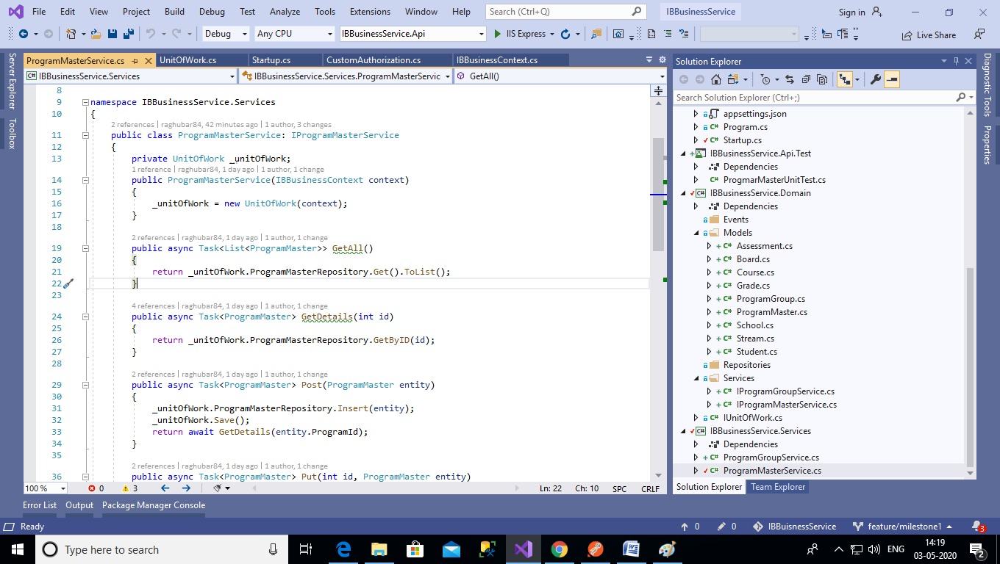 File Edit View Project Build Debug Test Analyze Tools Extensions Window Help Search (Ctrl+Q) IBBusinessService Sign in
Debug Any CPU IBBusinessService.Api IIS Express Live Share
Server Explorer
Toolbox
ProgramMasterService.cs UnitOfWork.cs Startup.cs CustomAuthorization.cs IBBusinessContext.cs
C# IBBusinessService.Services IBBusinessService.Services.ProgramMasterServic GetAll()
8
9 namespace IBBusinessService.Services
10 {
2 references | raghubar84, 42 minutes ago | 1 author, 3 changes
11 public class ProgramMasterService: IProgramMasterService
12 {
13 private UnitOfWork _unitOfWork;
1 reference | raghubar84, 1 day ago | 1 author, 1 change
14 public ProgramMasterService(IBBusinessContext context)
15 {
16 _unitOfWork = new UnitOfWork(context);
17 }
18
2 references | raghubar84, 1 day ago | 1 author, 1 change
19 public async Task<List<ProgramMaster>> GetAll()
20 {
21 return _unitOfWork.ProgramMasterRepository.Get().ToList();
22 }
23
4 references | raghubar84, 1 day ago | 1 author, 1 change
24 public async Task<ProgramMaster> GetDetails(int id)
25 {
26 return _unitOfWork.ProgramMasterRepository.GetByID(id);
27 }
28
2 references | raghubar84, 1 day ago | 1 author, 1 change
29 public async Task<ProgramMaster> Post(ProgramMaster entity)
30 {
31 _unitOfWork.ProgramMasterRepository.Insert(entity);
32 _unitOfWork.Save();
33 return await GetDetails(entity.ProgramId);
34 }
35
2 references | raghubar84, 1 day ago | 1 author, 1 change
36 public async Task<ProgramMaster> Put(int id, ProgramMaster entity)
100 % 0 3 Ln: 22 Ch: 10 SPC CRLF
Solution Explorer
Search Solution Explorer (Ctrl+;)
appsettings.json
C# Program.cs
C# Startup.cs
IBBusinessService.Api.Test
Dependencies
C# ProgmarMasterUnitTest.cs
C# IBBusinessService.Domain
Dependencies
Events
Models
C# Assessment.cs
C# Board.cs
C# Course.cs
C# Grade.cs
C# ProgramGroup.cs
C# ProgramMaster.cs
C# School.cs
C# Stream.cs
C# Student.cs
Repositories
Services
C# IProgramGroupService.cs
C# IProgramMasterService.cs
C# IUnitOfWork.cs
C# IBBusinessService.Services
Dependencies
C# ProgramGroupService.cs
C# ProgramMasterService.cs
Solution Explorer Team Explorer
Diagnostic Tools
Properties
Error List Output Package Manager Console
Ready 0 0 IBBuisnessService feature/milestone1 3
Type here to search ENG 14:19
03-05-2020 2